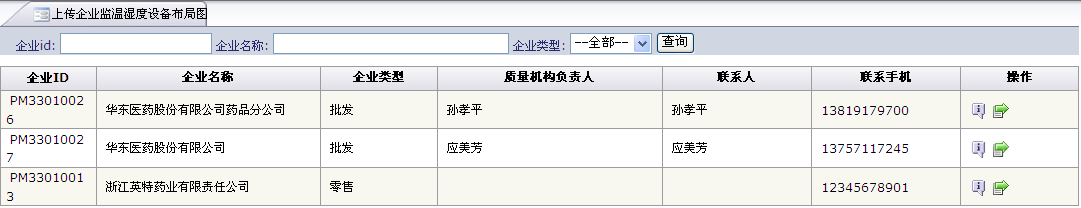 上传企业监温湿度设备布局图
企业id: 企业名称: 企业类型: --全部-- 查询
企业ID 企业名称 企业类型 质量机构负责人 联系人 联系手机 操作
PM33010026 华东医药股份有限公司药品分公司 批发 孙孝平 孙孝平 13819179700
PM33010027 华东医药股份有限公司 批发 应美芳 应美芳 13757117245
PM33010013 浙江英特药业有限责任公司 零售 12345678901